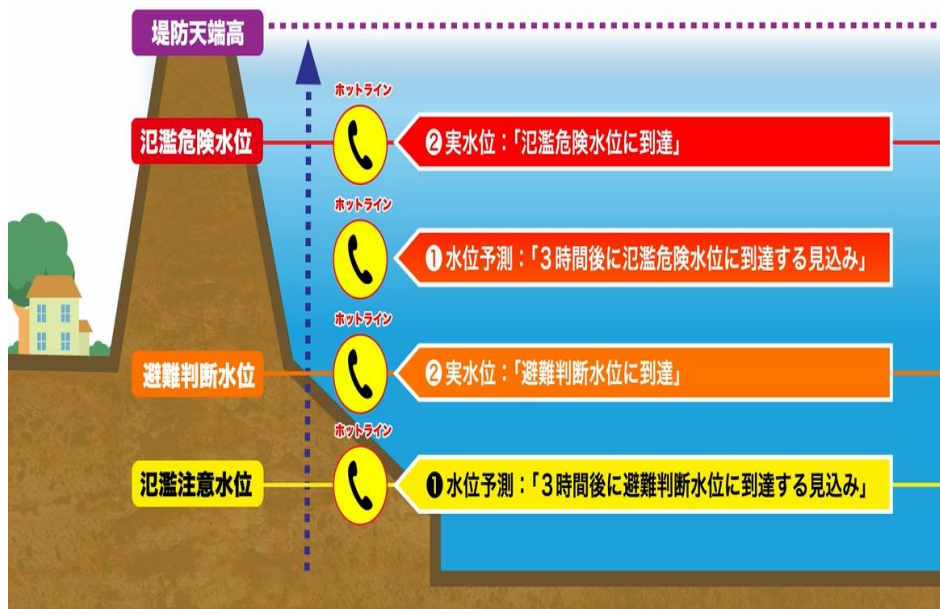 堤防天端高
ホットライン
氾濫危険水位
❷実水位：「氾濫危険水位に到達」
ホットライン
❶水位予測：「３時間後に氾濫危険水位に到達する見込み」
ホットライン
避難判断水位
❷実水位：「避難判断水位に到達」
ホットライン
氾濫注意水位
❶水位予測：「３時間後に避難判断水位に到達する見込み」